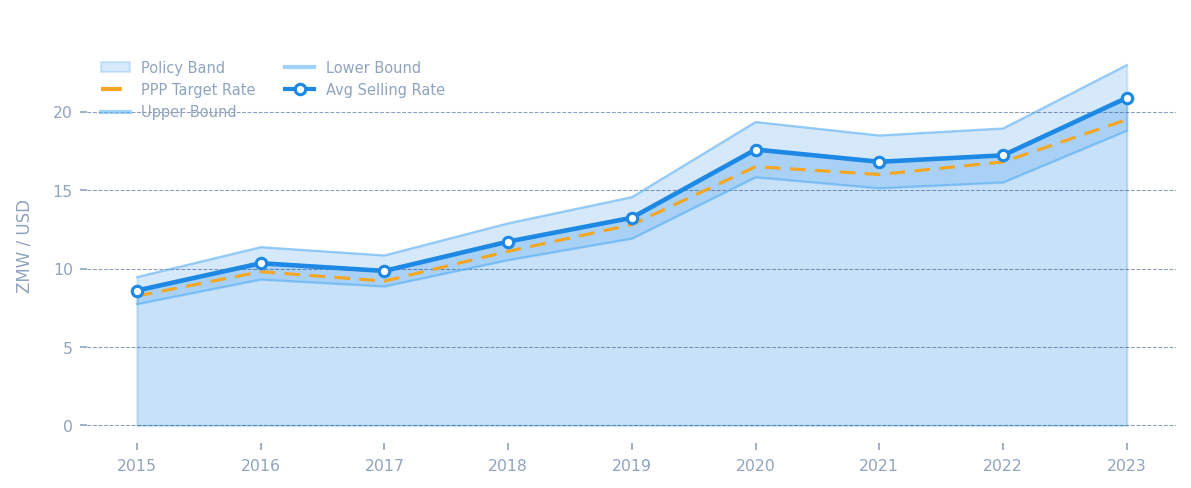 Policy Band
PPP Target Rate
Upper Bound
Lower Bound
Avg Selling Rate
ZMW / USD
20
15
10
5
0
2015 2016 2017 2018 2019 2020 2021 2022 2023